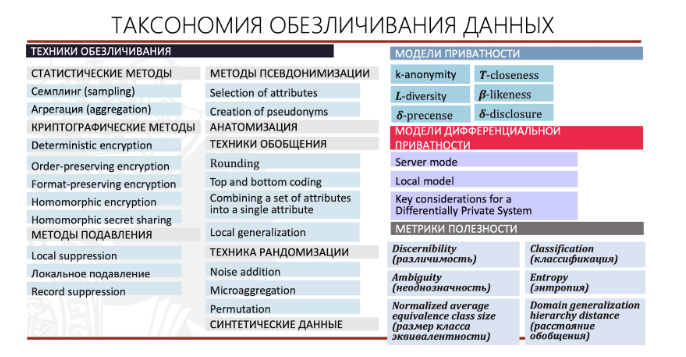 ТАКСОНОМИЯ ОБЕЗЛИЧИВАНИЯ ДАННЫХ
ТЕХНИКИ ОБЕЗЛИЧИВАНИЯ
СТАТИСТИЧЕСКИЕ МЕТОДЫ
Семплинг (sampling)
Агрегация (aggregation)
КРИПТОГРАФИЧЕСКИЕ МЕТОДЫ
Deterministic encryption
Order-preserving encryption
Format-preserving encryption
Homomorphic encryption
Homomorphic secret sharing
МЕТОДЫ ПОДАВЛЕНИЯ
Local suppression
Локальное подавление
Record suppression
МЕТОДЫ ПСЕВДОНИМИЗАЦИИ
Selection of attributes
Creation of pseudonyms
АНАТОМИЗАЦИЯ
ТЕХНИКИ ОБОБЩЕНИЯ
Rounding
Top and bottom coding
Combining a set of attributes
into a single attribute
Local generalization
ТЕХНИКА РАНДОМИЗАЦИИ
Noise addition
Microaggregation
Permutation
СИНТЕТИЧЕСКИЕ ДАННЫЕ
МОДЕЛИ ПРИВАТНОСТИ
k-anonymity
T-closeness
L-diversity
β-likeness
δ-precense
δ-disclosure
МОДЕЛИ ДИФФЕРЕНЦИАЛЬНОЙ
ПРИВАТНОСТИ
Server mode
Local model
Key considerations for a
Differentially Private System
МЕТРИКИ ПОЛЕЗНОСТИ
Discernibility
(различимость)
Classification
(классификация)
Ambiguity
(неоднозначность)
Entropy
(энтропия)
Normalized average
equivalence class size
(размер класса
эквивалентности)
Domain generalization
hierarchy distance
(расстояние
обобщения)